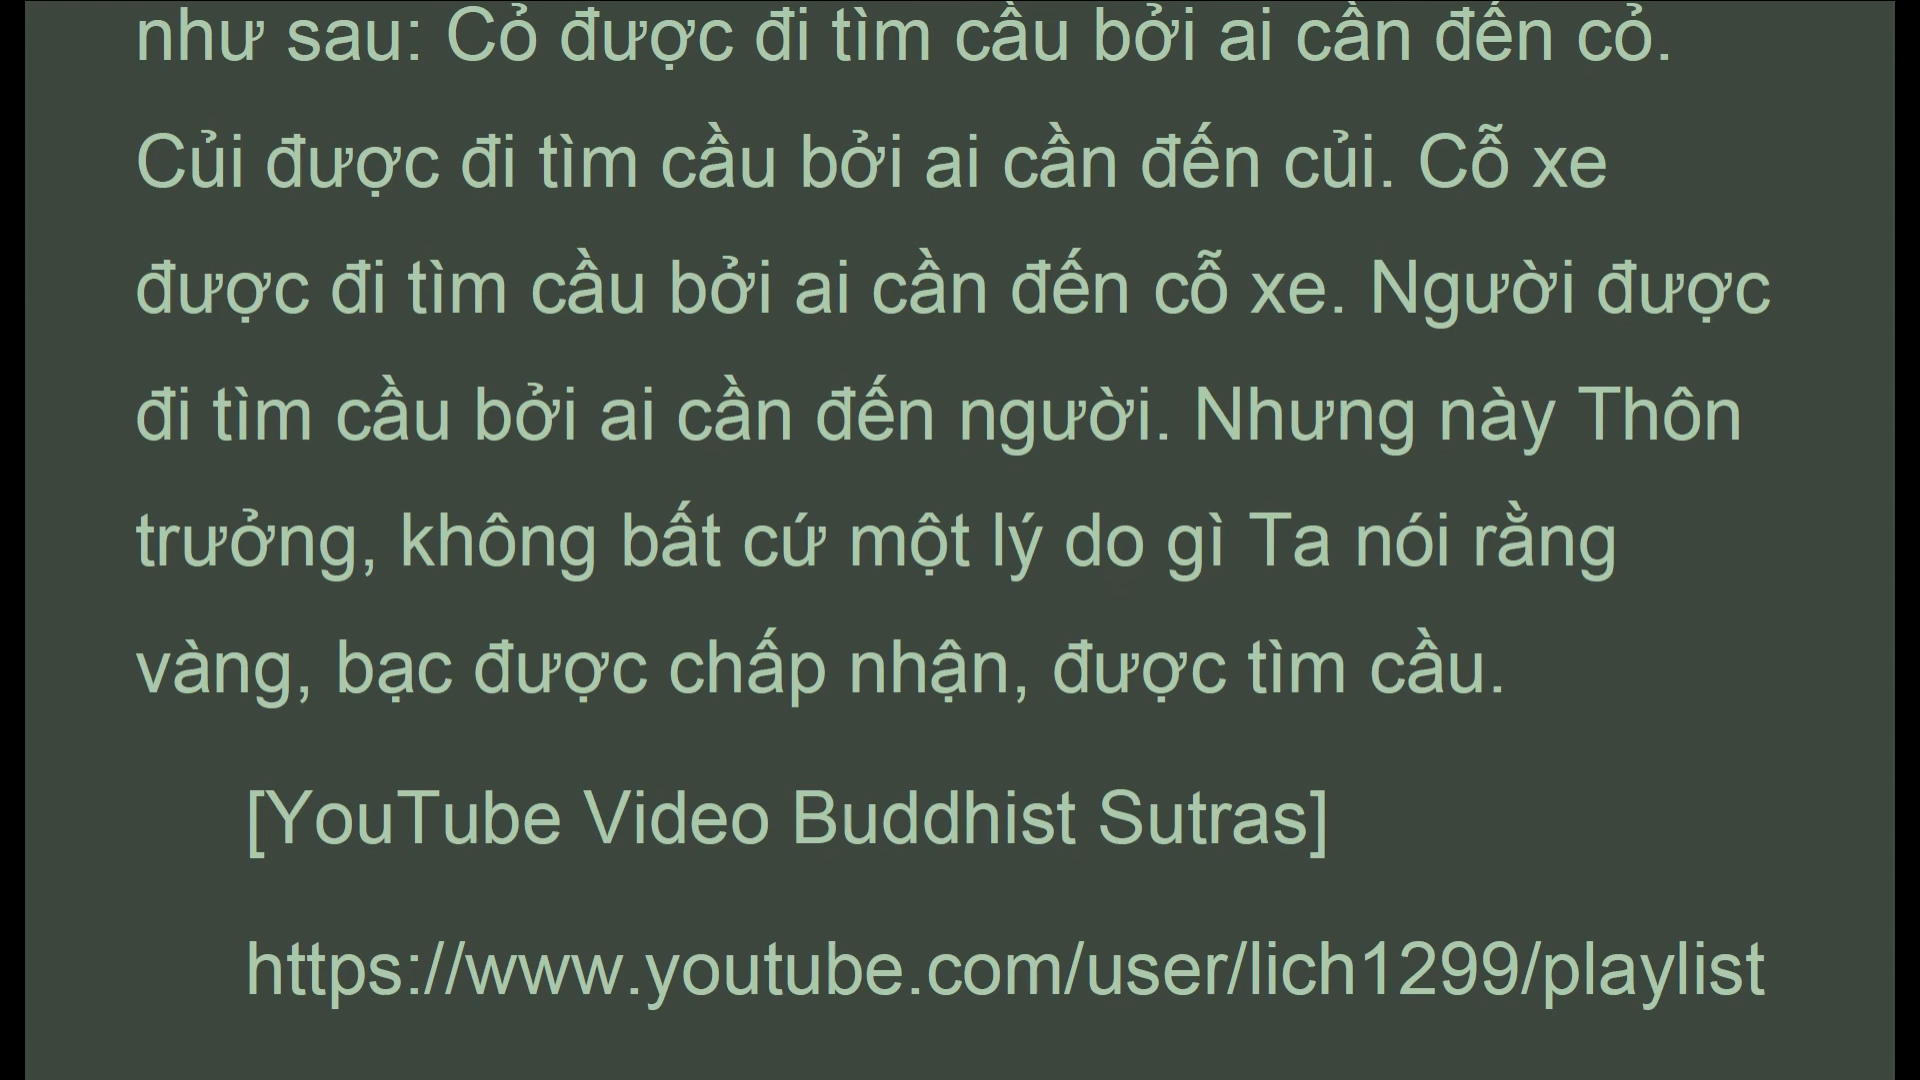 như sau: Cỏ được đi tìm cầu bởi ai cần đến cỏ.
Củi được đi tìm cầu bởi ai cần đến củi. Cỗ xe
được đi tìm cầu bởi ai cần đến cỗ xe. Người được
đi tìm cầu bởi ai cần đến người. Nhưng này Thôn
trưởng, không bất cứ một lý do gì Ta nói rằng
vàng, bạc được chấp nhận, được tìm cầu.
[YouTube Video Buddhist Sutras]
https://www.youtube.com/user/lich1299/playlist